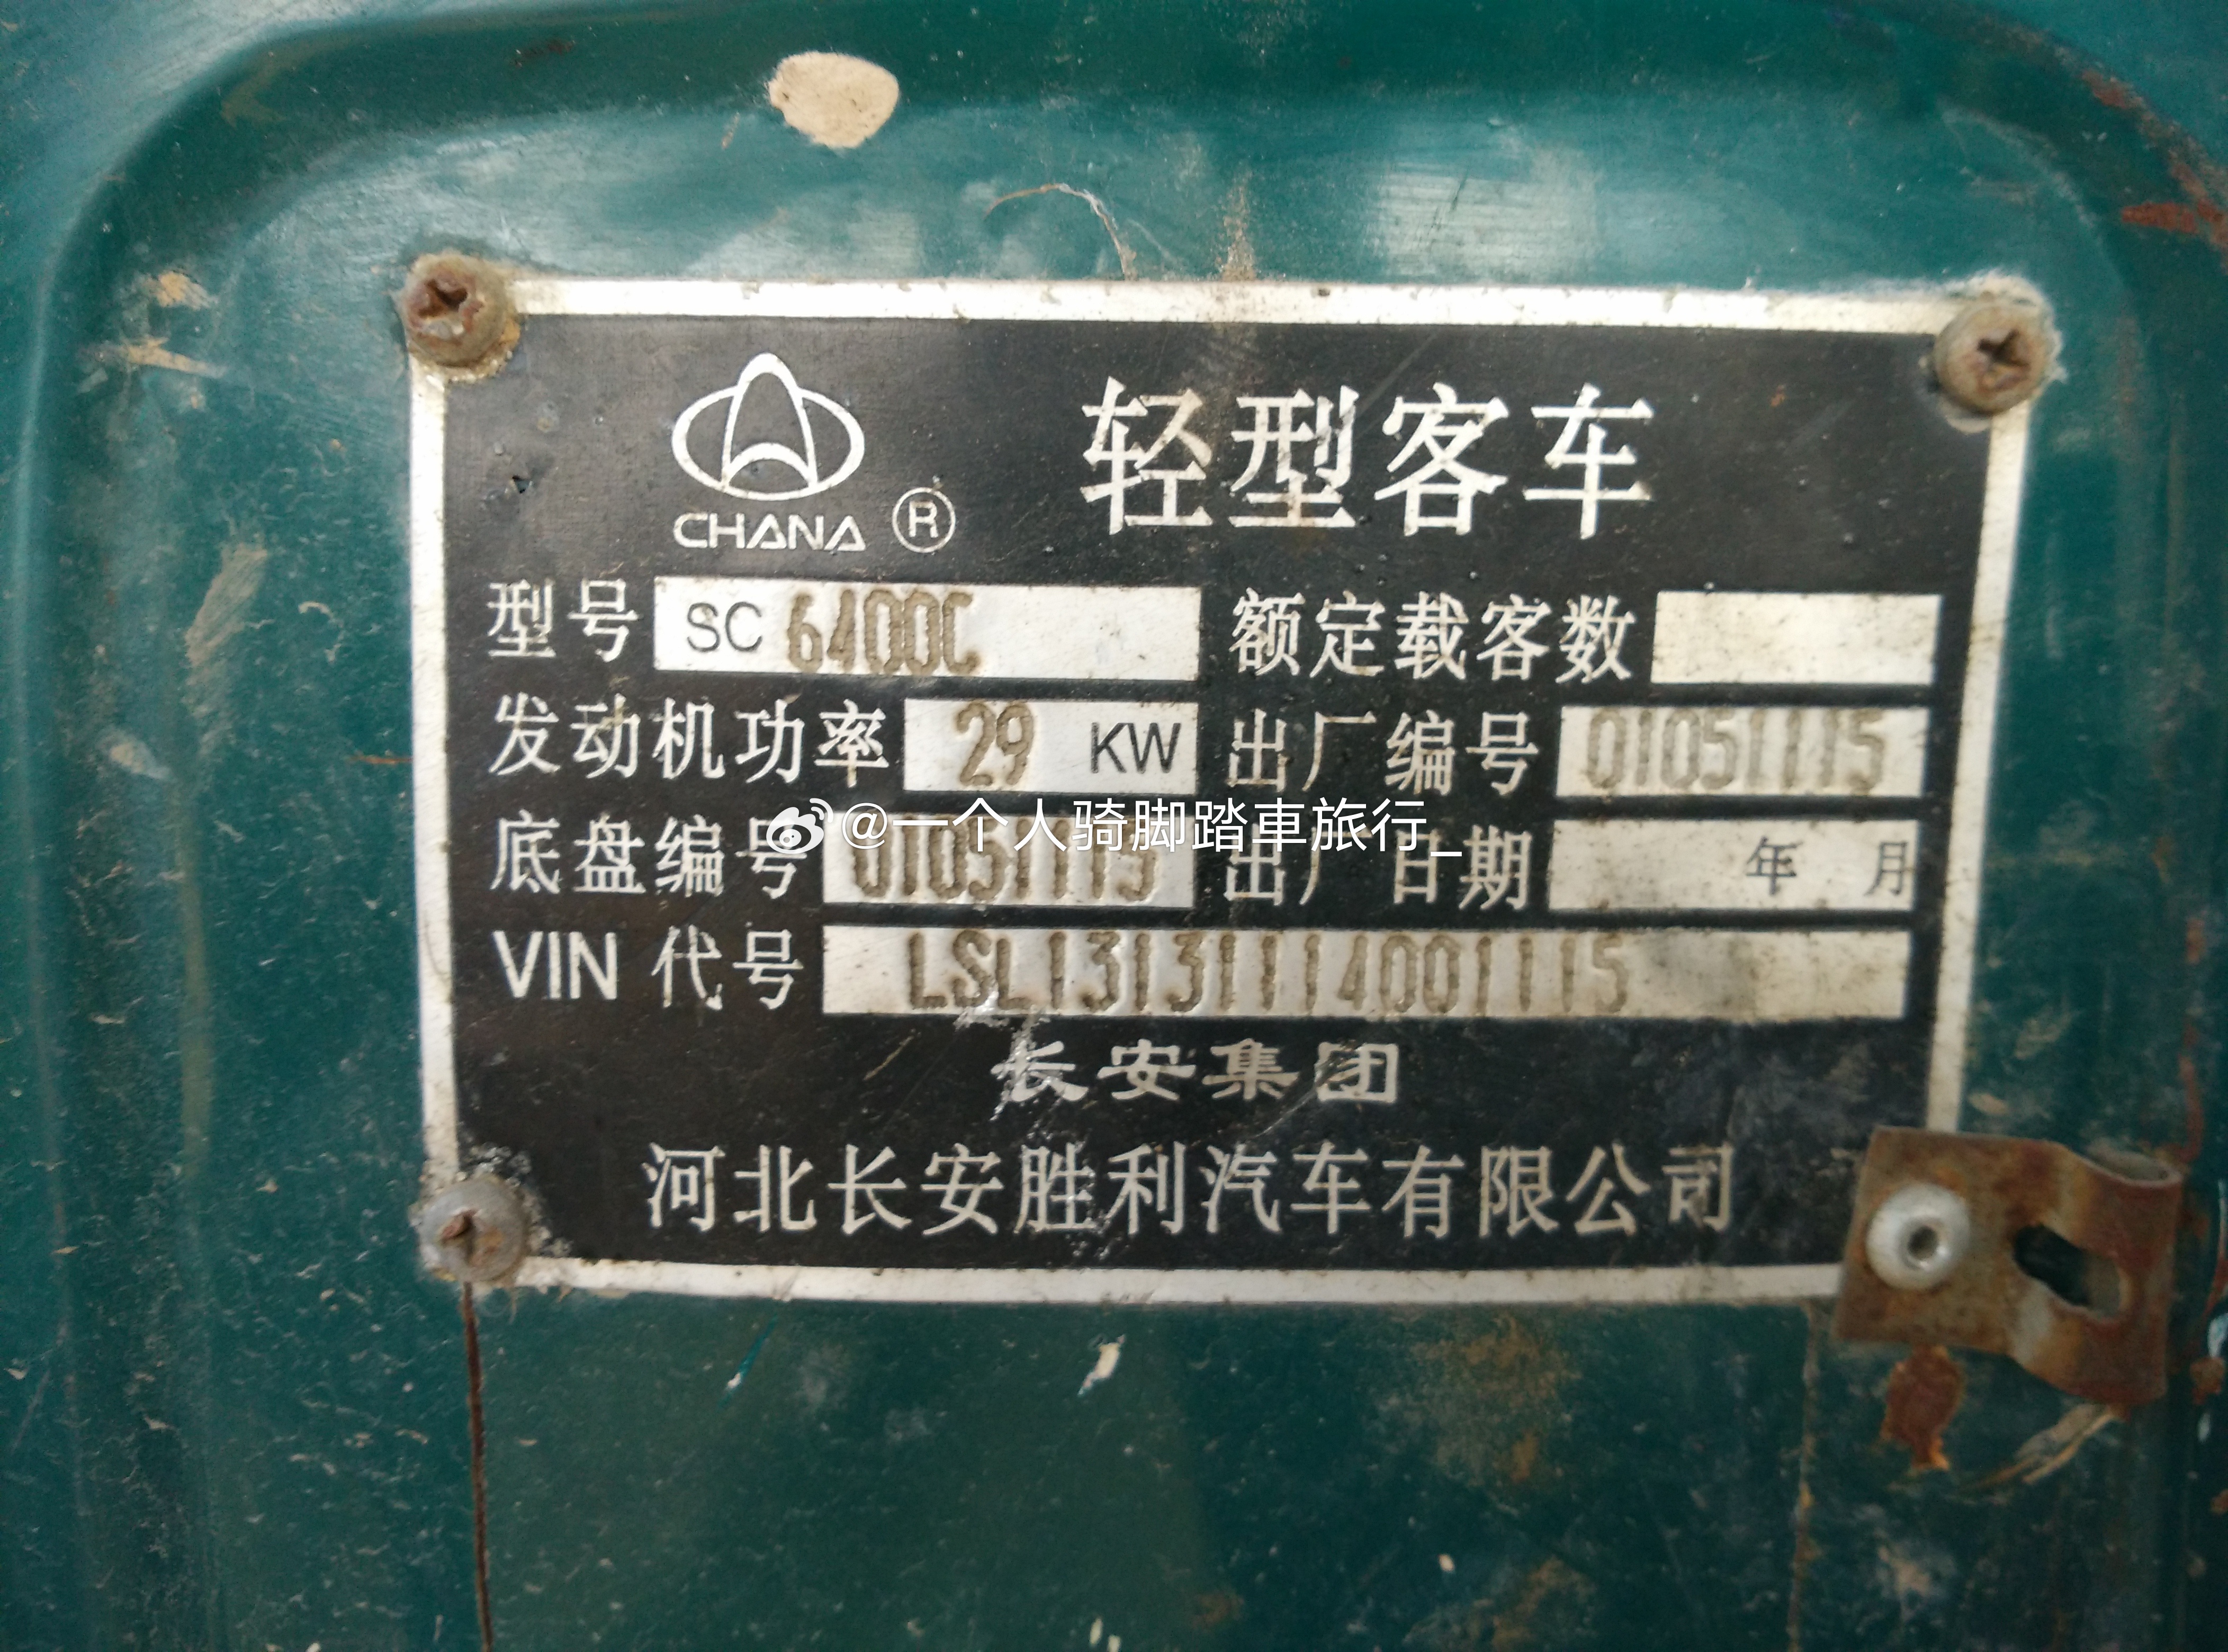 CHANA ® 轻型客车
型号 SC 6400C 额定载客数
发动机功率 29 KW 出厂编号 01051115
@一个人骑脚踏車旅行_
底盘编号 01051115 出厂日期 年 月
VIN 代号 LSL13131114001115
长安集团
河北长安胜利汽车有限公司